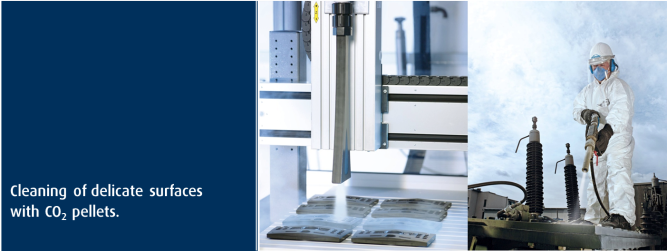 Cleaning of delicate surfaces
with CO₂ pellets.